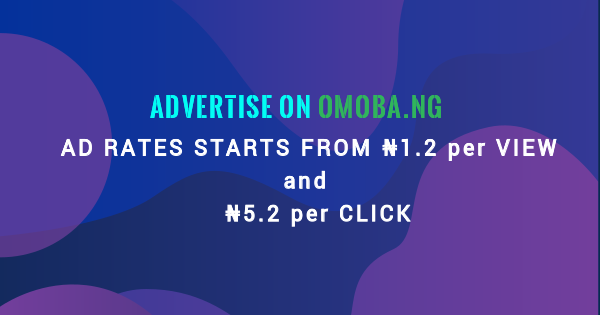 ADVERTISE ON OMOBA.NG
AD RATES STARTS FROM ₦1.2 per VIEW
and
₦5.2 per CLICK